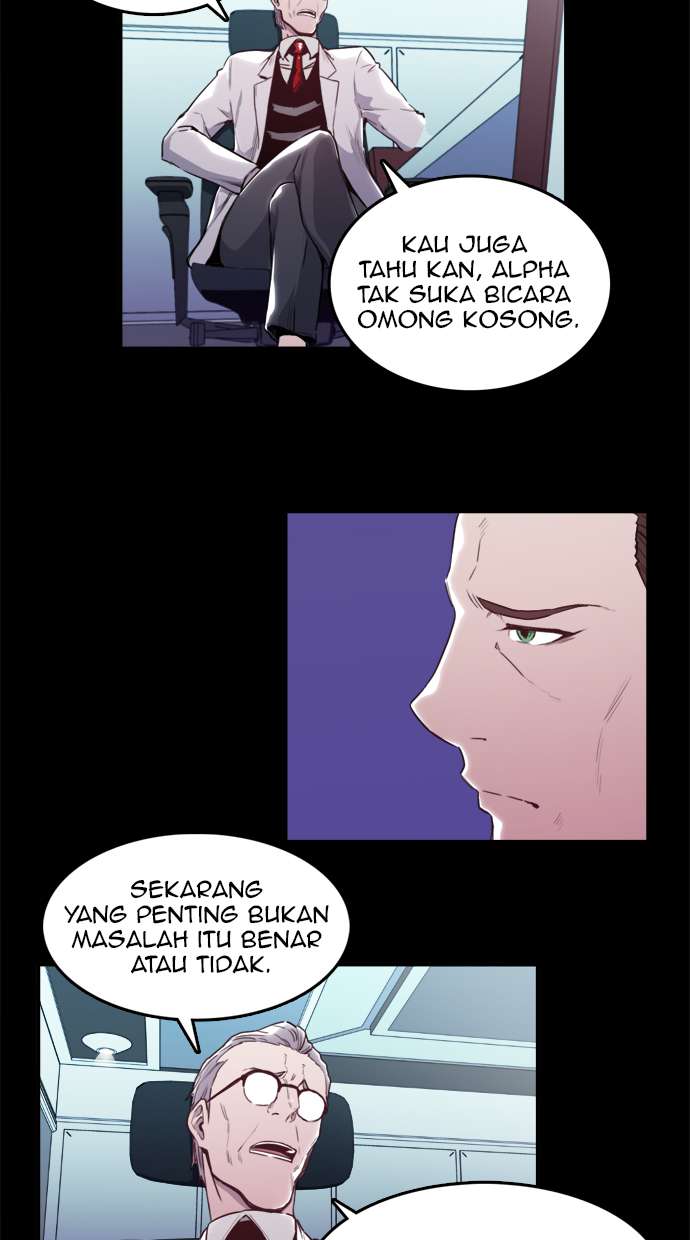 KAU JUGA
TAHU KAN, ALPHA
TAK SUKA BICARA
OMONG KOSONG.
SEKARANG
YANG PENTING BUKAN
MASALAH ITU BENAR
ATAU TIDAK.